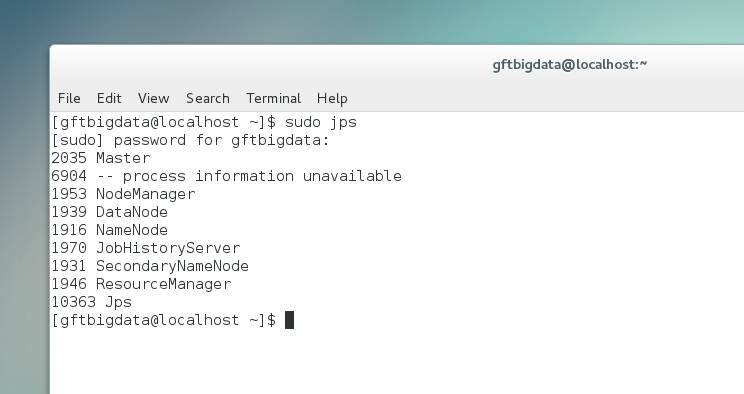 gftbigdata@localhost:~
File Edit View Search Terminal Help
[gftbigdata@localhost ~]$ sudo jps
[sudo] password for gftbigdata:
2035 Master
6904 -- process information unavailable
1953 NodeManager
1939 DataNode
1916 NameNode
1970 JobHistoryServer
1931 SecondaryNameNode
1946 ResourceManager
10363 Jps
[gftbigdata@localhost ~]$